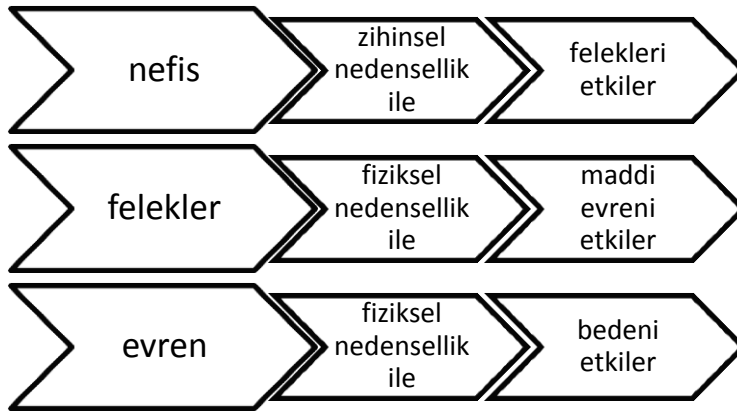 nefis
zihinsel
nedensellik
ile
felekleri
etkiler
felekler
fiziksel
nedensellik
ile
maddi
evreni
etkiler
evren
fiziksel
nedensellik
ile
bedeni
etkiler